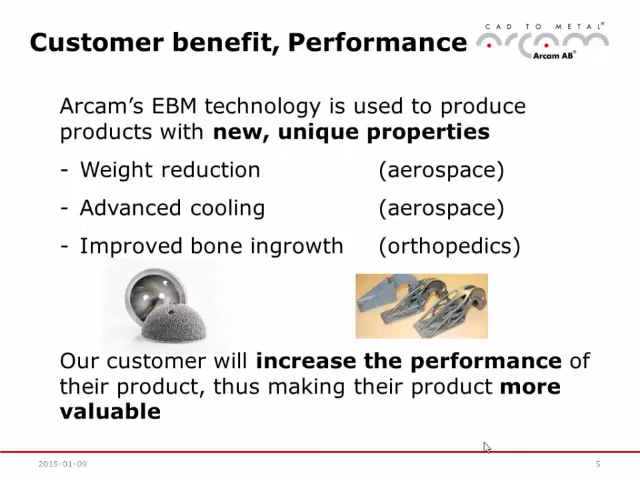 Customer benefit, Performance
CAD TO METAL®
arcam
Arcam AB®
Arcam’s EBM technology is used to produce
products with new, unique properties
- Weight reduction (aerospace)
- Advanced cooling (aerospace)
- Improved bone ingrowth (orthopedics)
Our customer will increase the performance of
their product, thus making their product more
valuable
2015-01-09 5